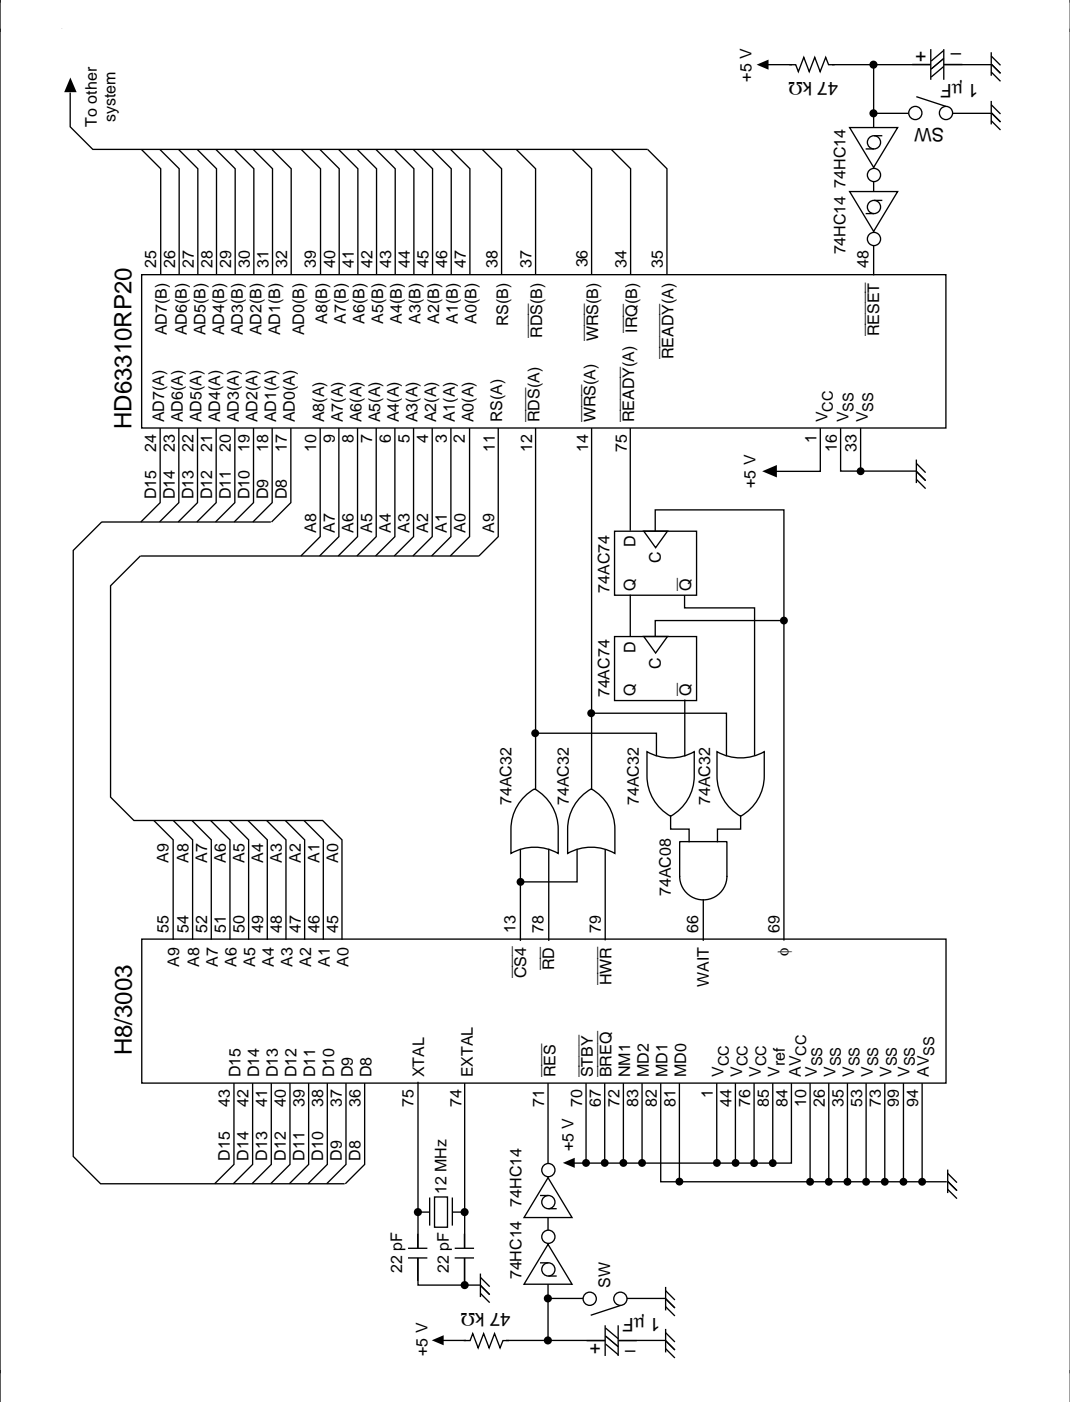 To other
system
HD63310RP20
25 AD7(B)
26 AD6(B)
27 AD5(B)
28 AD4(B)
29 AD3(B)
30 AD2(B)
31 AD1(B)
32 AD0(B)
39 A8(B)
40 A7(B)
41 A6(B)
42 A5(B)
43 A4(B)
44 A3(B)
45 A2(B)
46 A1(B)
47 A0(B)
38 RS(B)
37 RDS(B)
36 WRS(B)
34 IRQ(B)
35 READY(A)
48 RESET
74HC14
74HC14
SW
+5 V
47 kΩ
+
−
1 μF
D15 24 AD7(A)
D14 23 AD6(A)
D13 22 AD5(A)
D12 21 AD4(A)
D11 20 AD3(A)
D10 19 AD2(A)
D9 18 AD1(A)
D8 17 AD0(A)
A8 10 A8(A)
A7 9 A7(A)
A6 8 A6(A)
A5 7 A5(A)
A4 6 A4(A)
A3 5 A3(A)
A2 4 A2(A)
A1 3 A1(A)
A0 2 A0(A)
A9 11 RS(A)
12 RDS(A)
14 WRS(A)
75 READY(A)
+5 V
1 VCC
16 VSS
33 VSS
74AC74
D
C
Q
Q
74AC74
D
C
Q
Q
74AC32
74AC32
74AC32
74AC32
74AC08
H8/3003
A9 55 A9
A8 54 A8
A7 52 A7
A6 51 A6
A5 50 A5
A4 49 A4
A3 48 A3
A2 47 A2
A1 46 A1
A0 45 A0
13 CS4
78 RD
79 HWR
66 WAIT
69 ϕ
D15 43 D15
D14 42 D14
D13 41 D13
D12 40 D12
D11 39 D11
D10 38 D10
D9 37 D9
D8 36 D8
75 XTAL
74 EXTAL
71 RES
70 STBY
67 BREQ
72 NM1
83 MD2
82 MD1
81 MD0
1 VCC
44 VCC
76 VCC
85 Vref
84 AVCC
10 VSS
26 VSS
35 VSS
53 VSS
73 VSS
99 VSS
94 AVSS
+5 V
12 MHz
22 pF
22 pF
74HC14
74HC14
SW
+5 V
47 kΩ
+
−
1 μF